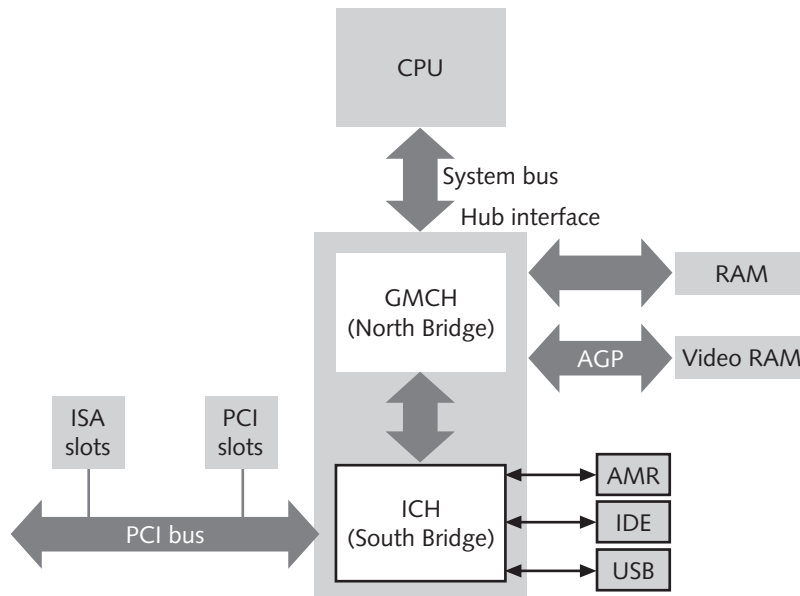 CPU
System bus
Hub interface
GMCH
(North Bridge)
RAM
AGP
Video RAM
ISA
slots
PCI
slots
PCI bus
ICH
(South Bridge)
AMR
IDE
USB